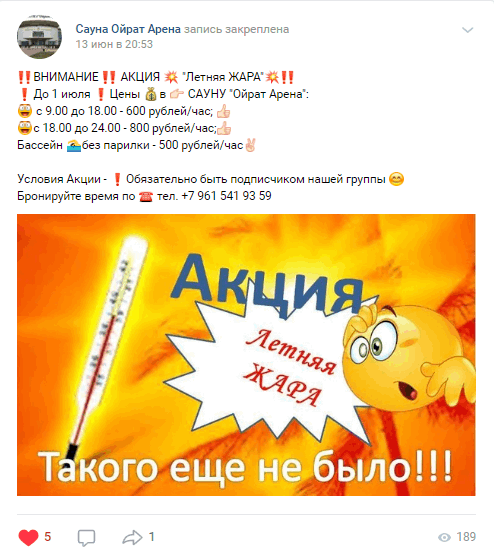 Сауна Ойрат Арена запись закреплена
13 июн в 20:53
‼ВНИМАНИЕ‼ АКЦИЯ 💥 "Летняя ЖАРА"💥‼
❗ До 1 июля ❗ Цены 💰в 👉🏻 САУНУ "Ойрат Арена":
😄 с 9.00 до 18.00 - 600 рублей/час; 👍🏻
😄с 18.00 до 24.00 - 800 рублей/час;👍🏻
Бассейн 🏊без парилки - 500 рублей/час✌🏻
Условия Акции - ❗ Обязательно быть подписчиком нашей группы 😊
Бронируйте время по ☎ тел. +7 961 541 93 59
Акция
Летняя
ЖАРА
Такого еще не было!!!
5
1
189